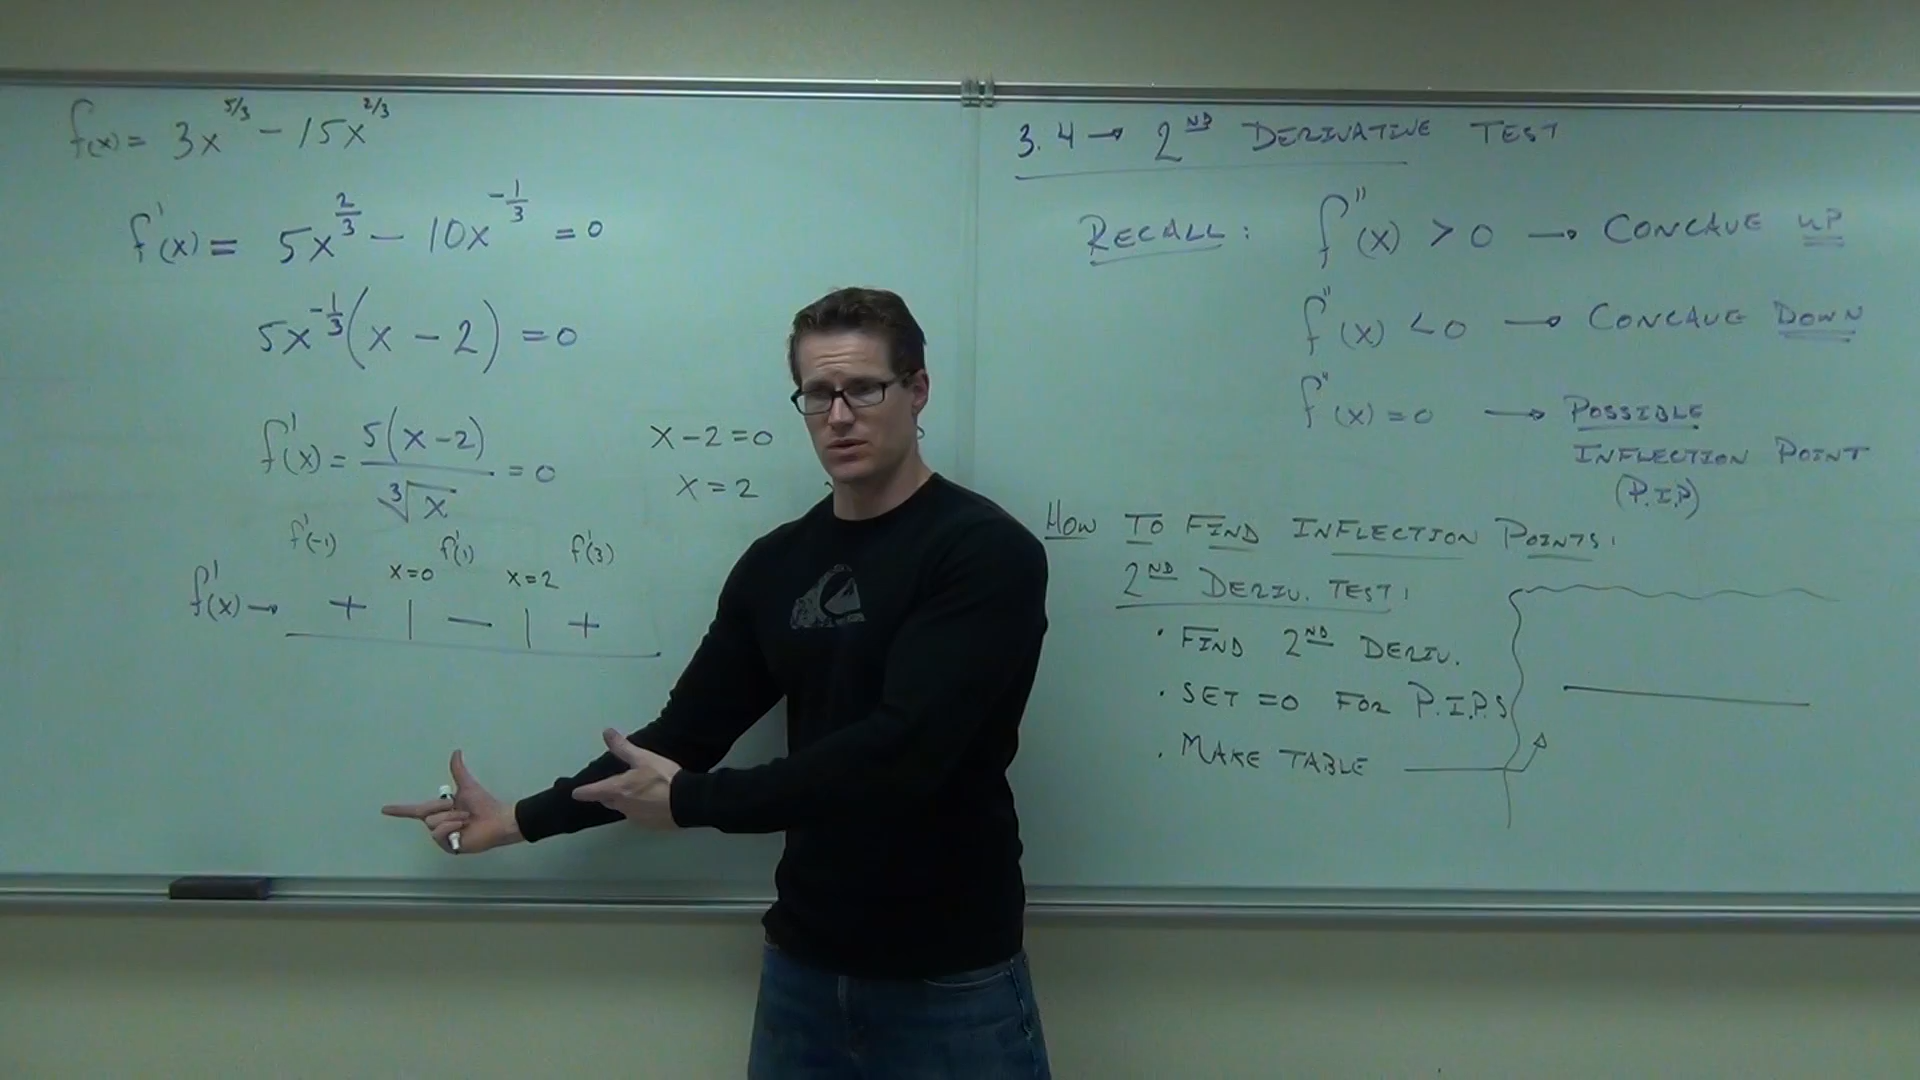 f(x) = 3x^5/3 - 15x^2/3
f'(x) = 5x^2/3 - 10x^-1/3 = 0
5x^-1/3 (x - 2) = 0
f'(x) = 5(x-2) / ∛x = 0
x-2=0
x=2
f'(-1) f'(1) f'(3)
x=0 x=2
f'(x) → + | — | +
3.4 → 2ND DERIVATIVE TEST
RECALL: f''(x) > 0 → CONCAVE UP
f''(x) < 0 → CONCAVE DOWN
f''(x) = 0 → POSSIBLE
INFLECTION POINT
(P.I.P)
HOW TO FIND INFLECTION POINTS:
2ND DERIV. TEST:
· FIND 2ND DERIV.
· SET =0 FOR P.I.P.S
· MAKE TABLE